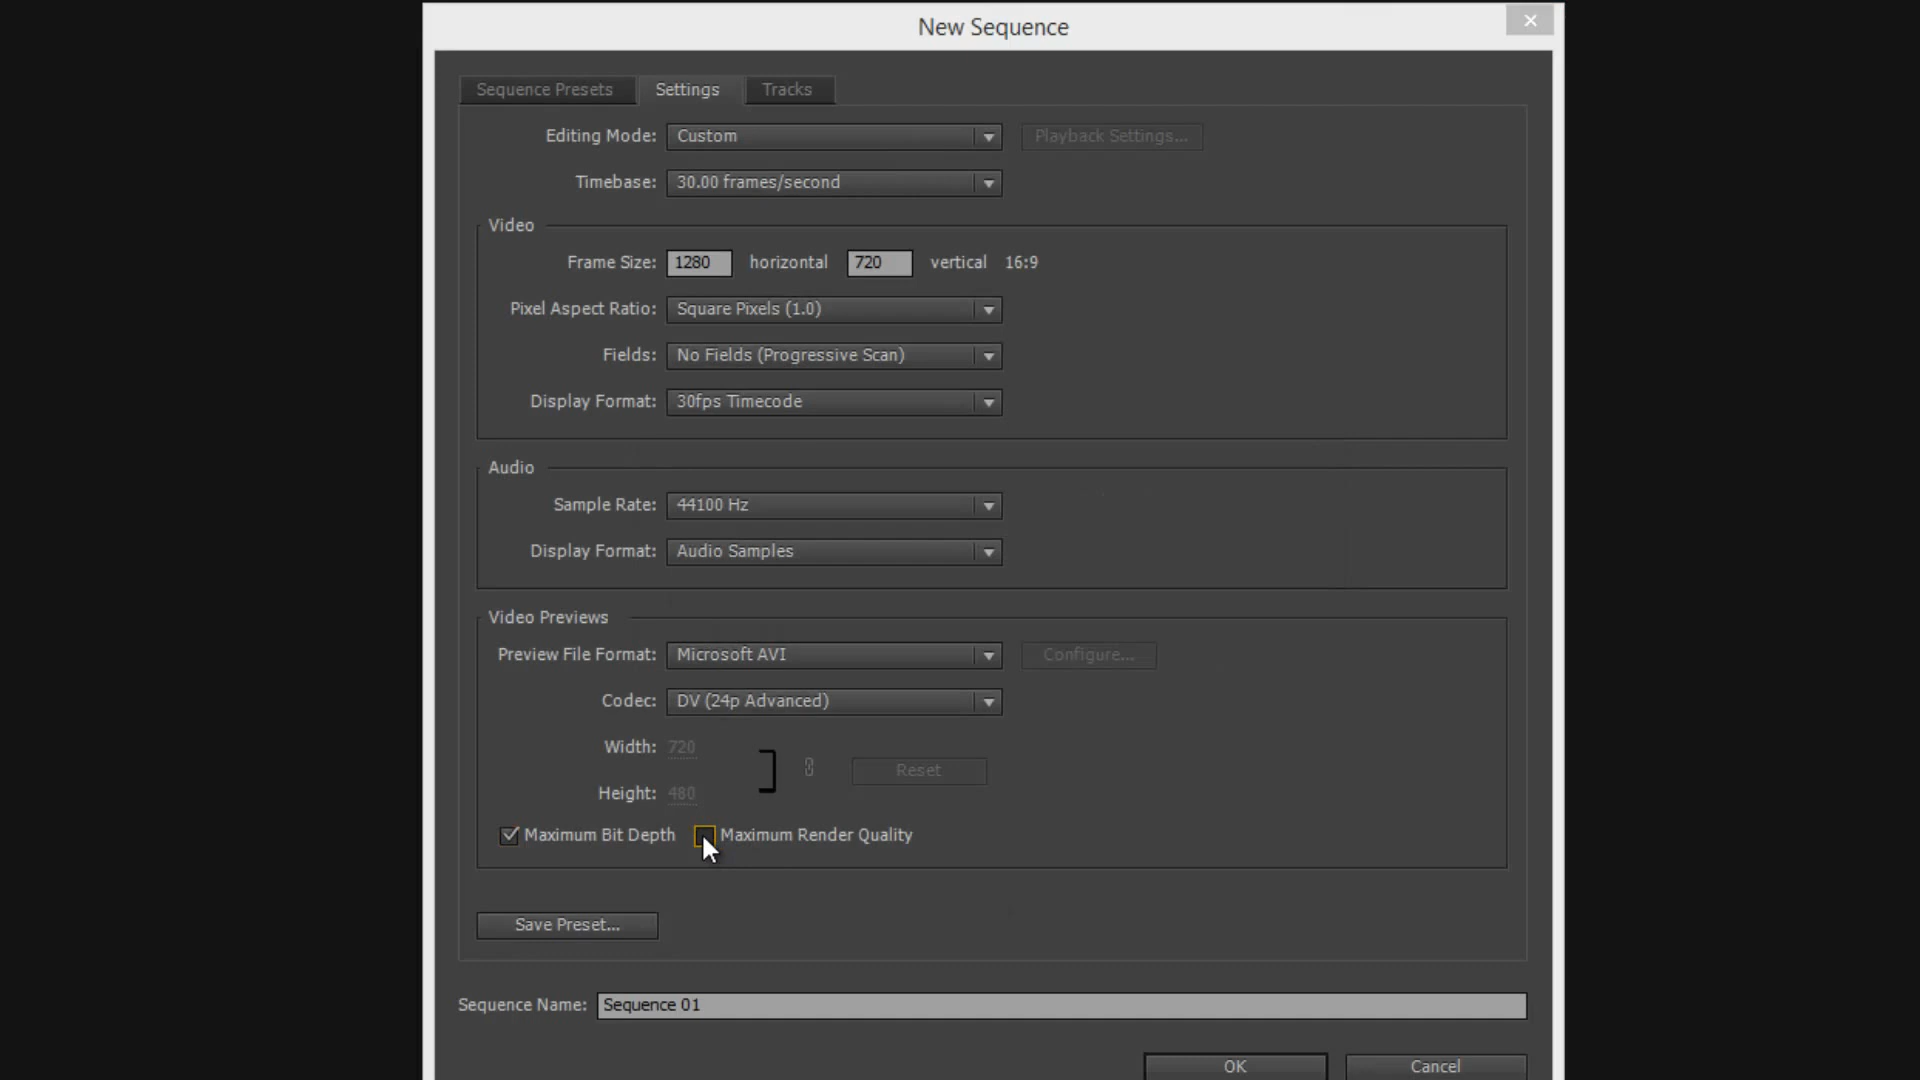 New Sequence
Sequence Presets Settings Tracks
Editing Mode: Custom Playback Settings...
Timebase: 30.00 frames/second
Video
Frame Size: 1280 horizontal 720 vertical 16:9
Pixel Aspect Ratio: Square Pixels (1.0)
Fields: No Fields (Progressive Scan)
Display Format: 30fps Timecode
Audio
Sample Rate: 44100 Hz
Display Format: Audio Samples
Video Previews
Preview File Format: Microsoft AVI Configure...
Codec: DV (24p Advanced)
Width: 720
Reset
Height: 480
Maximum Bit Depth Maximum Render Quality
Save Preset...
Sequence Name: Sequence 01
OK Cancel